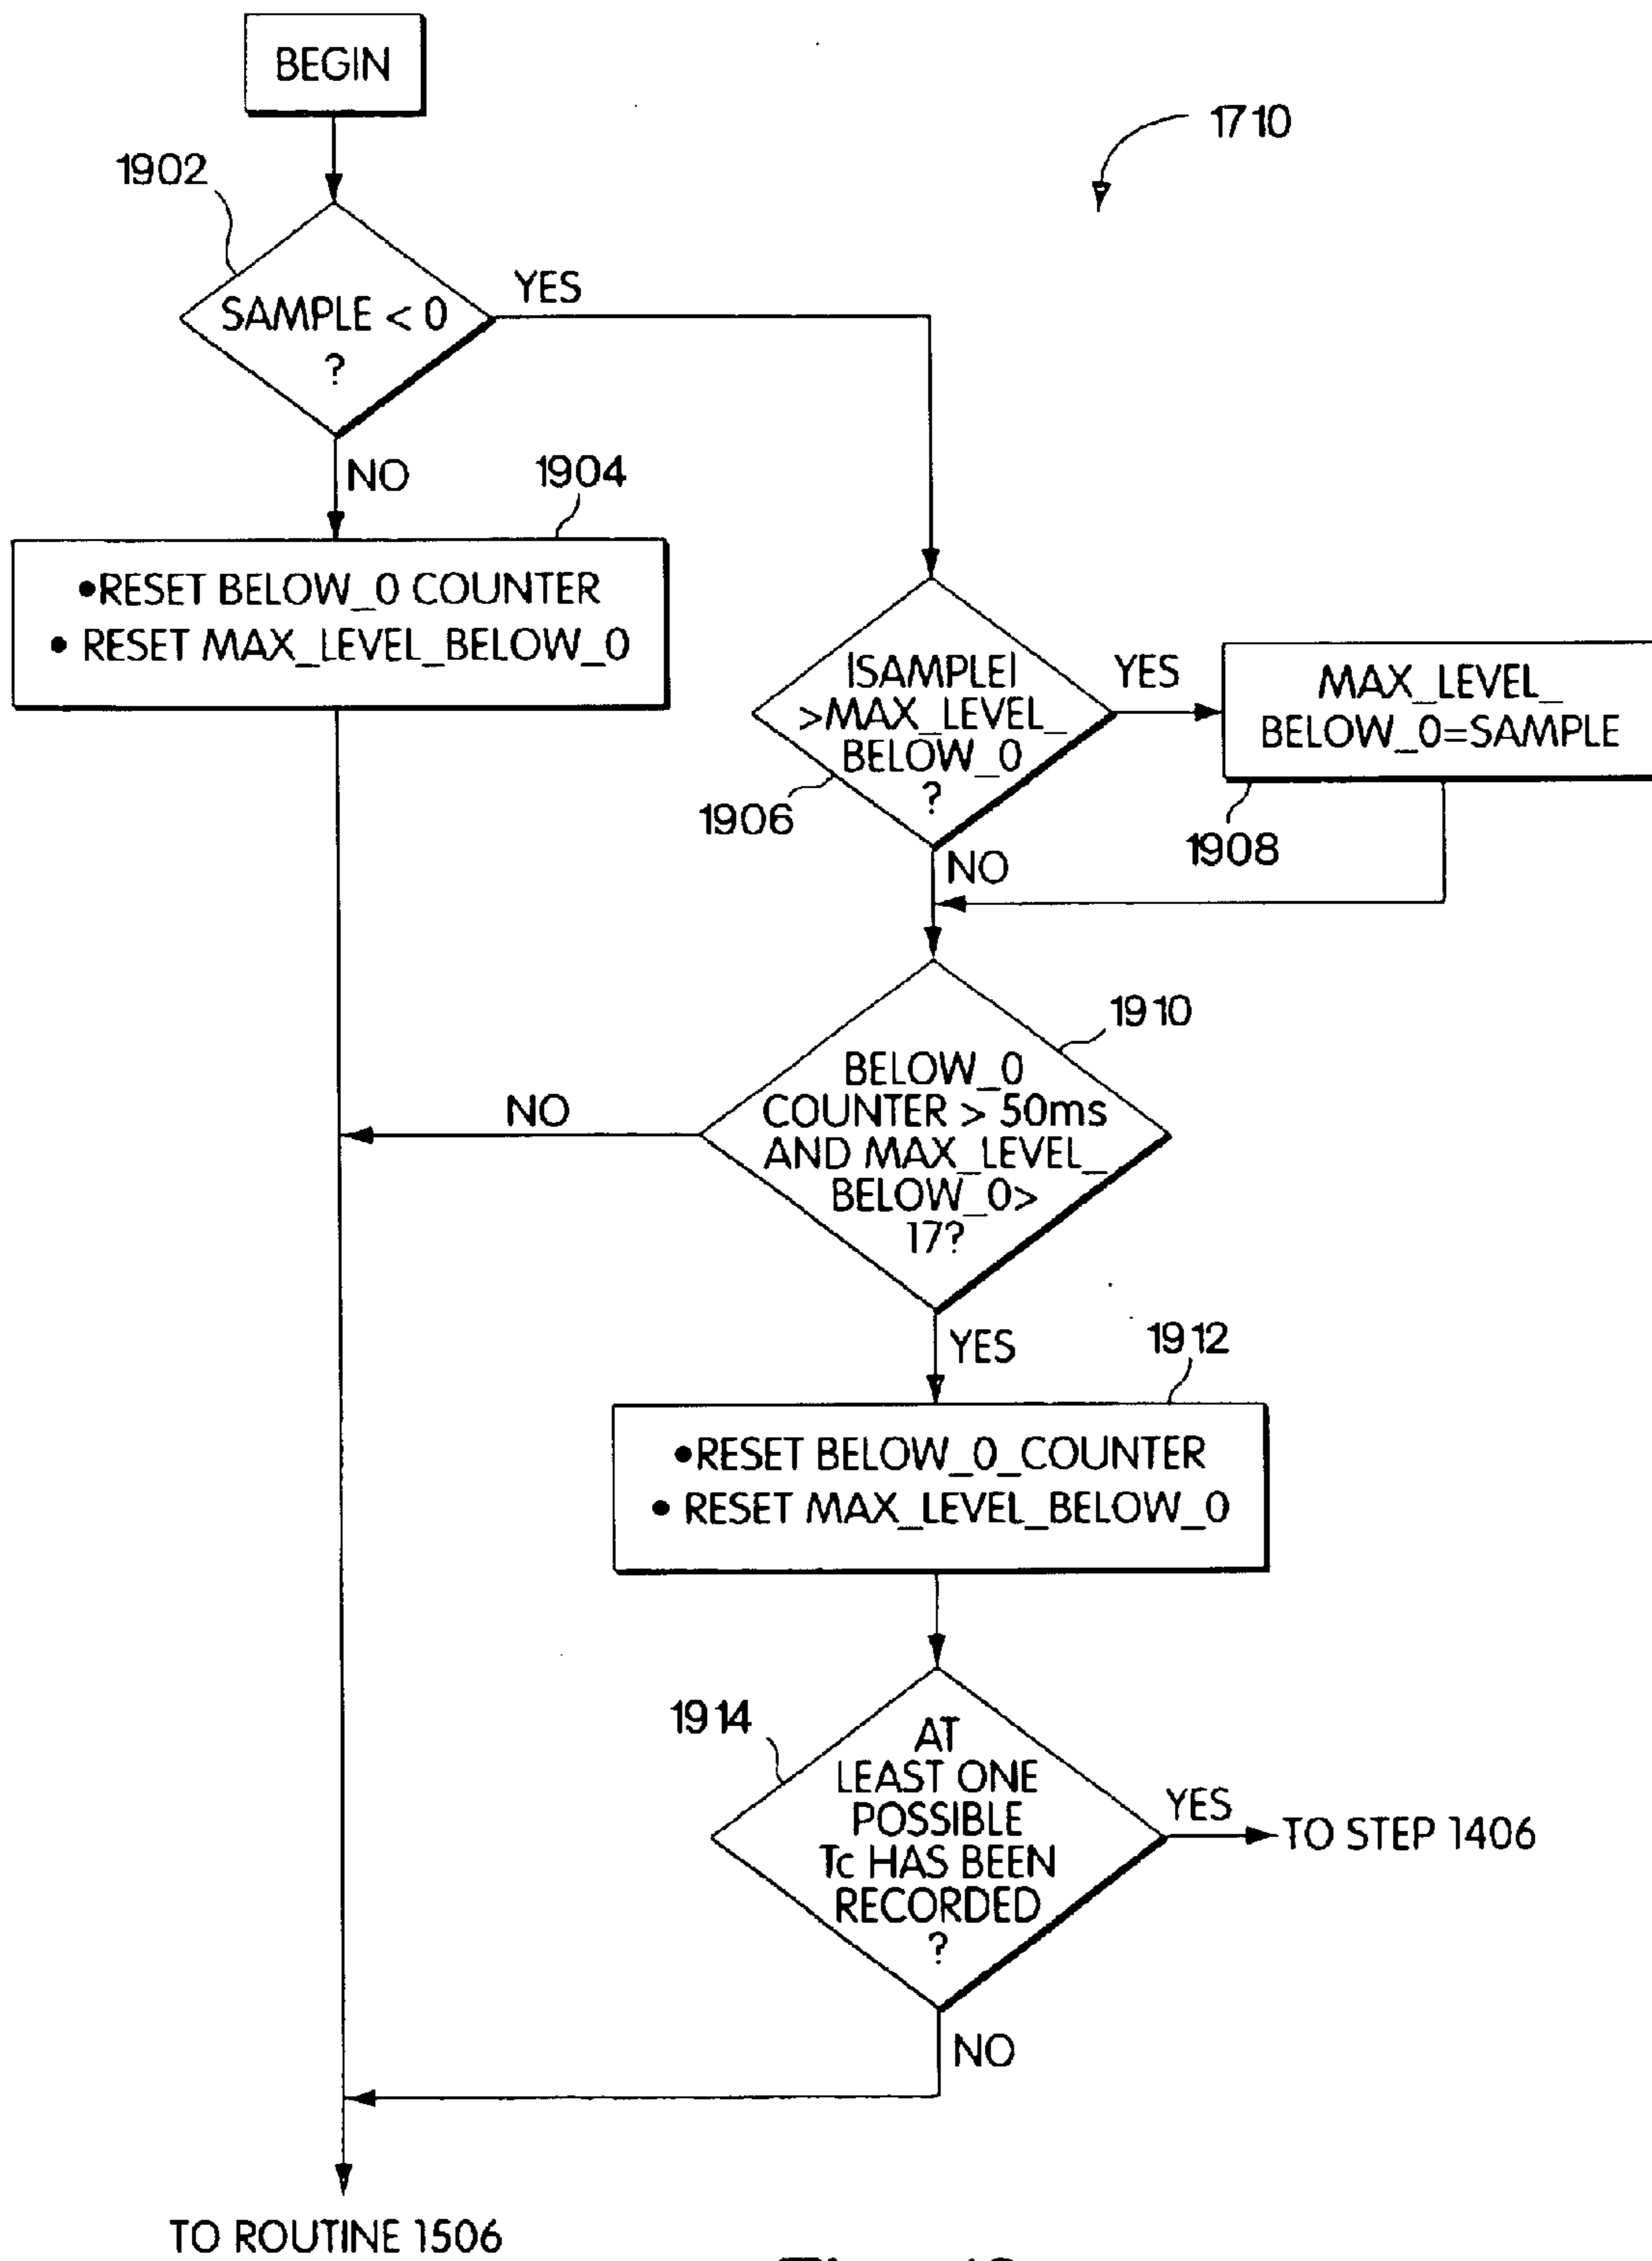 BEGIN
1710
1902
SAMPLE < 0
?
YES
NO
1904
•RESET BELOW_0 COUNTER
• RESET MAX_LEVEL_BELOW_0
|SAMPLE|
>MAX_LEVEL_
BELOW_0
?
YES
MAX_LEVEL_
BELOW_0=SAMPLE
1906
1908
NO
1910
BELOW_0
COUNTER > 50ms
AND MAX_LEVEL_
BELOW_0>
17?
NO
YES
1912
•RESET BELOW_0_COUNTER
• RESET MAX_LEVEL_BELOW_0
1914
AT
LEAST ONE
POSSIBLE
Tc HAS BEEN
RECORDED
?
YES
TO STEP 1406
NO
TO ROUTINE 1506